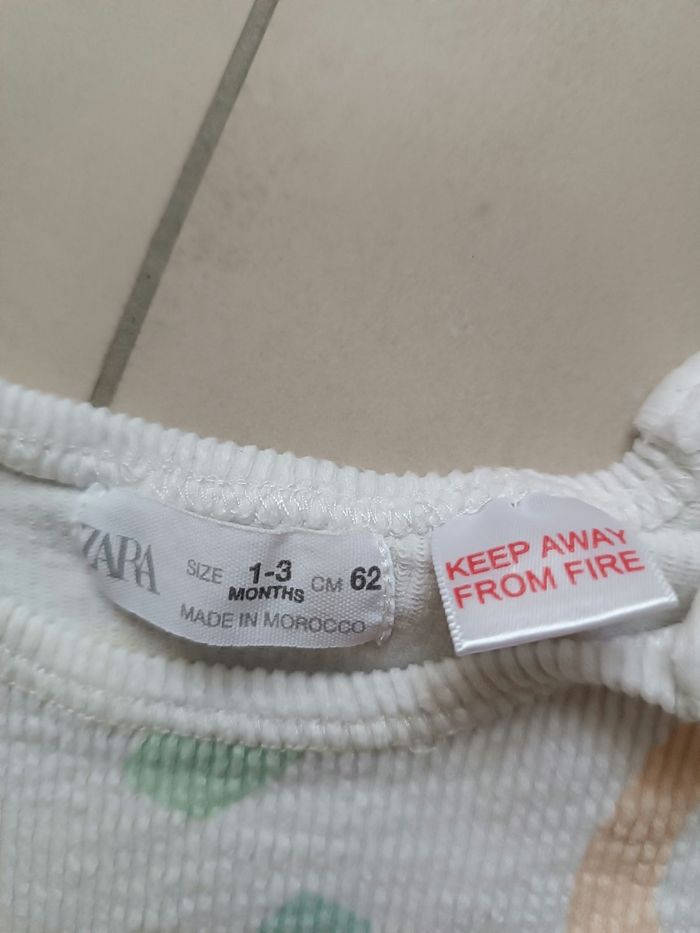 ZARA
SIZE 1-3 MONTHS CM 62
MADE IN MOROCCO
KEEP AWAY
FROM FIRE